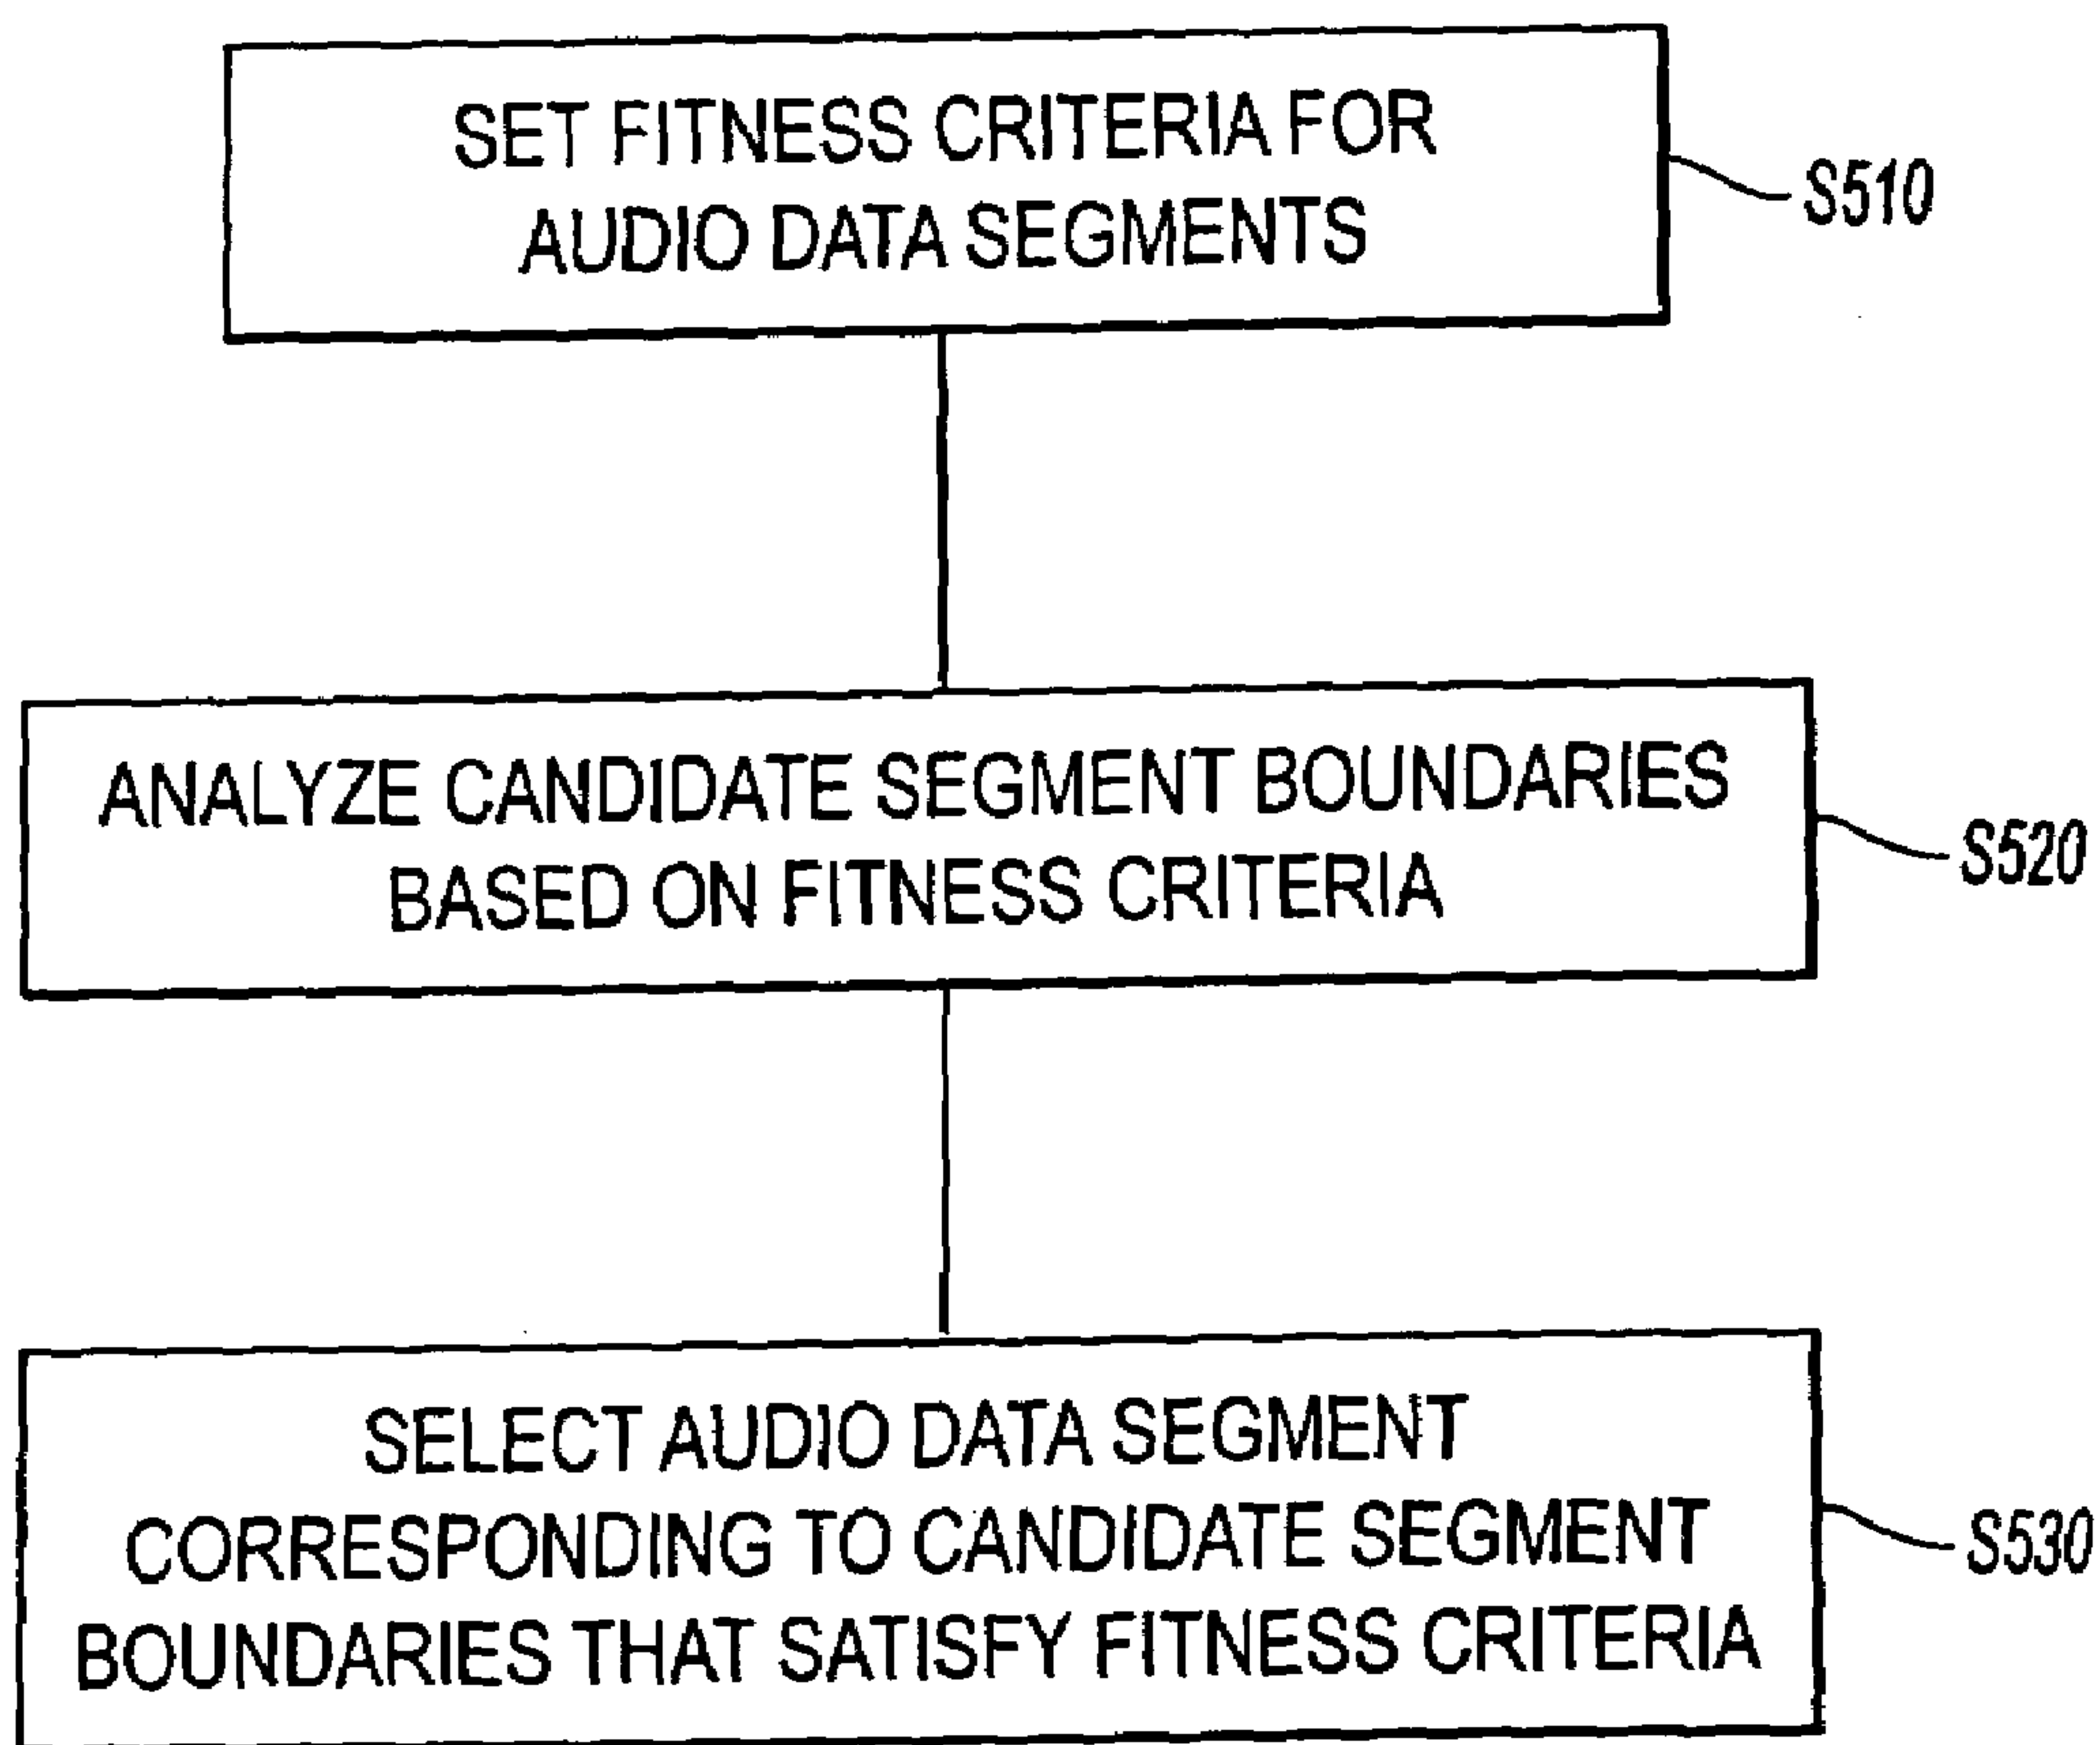 SET FITNESS CRITERIA FOR
AUDIO DATA SEGMENTS
S510
ANALYZE CANDIDATE SEGMENT BOUNDARIES
BASED ON FITNESS CRITERIA
S520
SELECT AUDIO DATA SEGMENT
CORRESPONDING TO CANDIDATE SEGMENT
BOUNDARIES THAT SATISFY FITNESS CRITERIA
S530